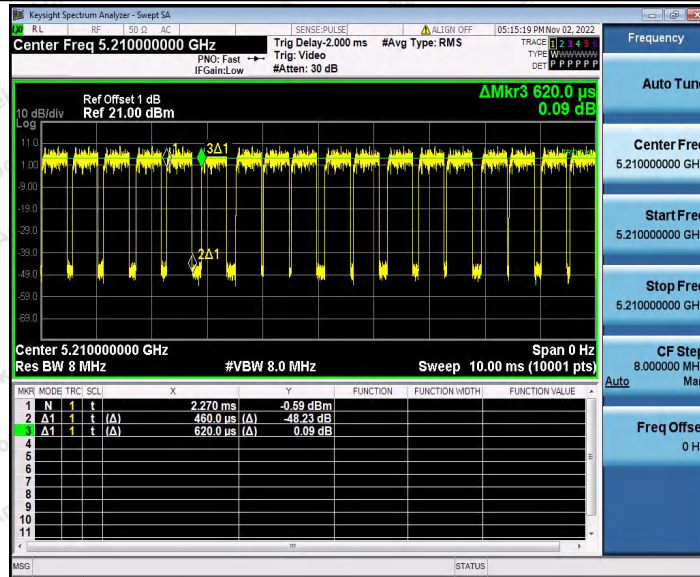 Keysight Spectrum Analyzer - Swept SA
RL RF 50 Ω AC SENSE:PULSE ALIGN OFF 05:15:19 PM Nov 02, 2022
Center Freq 5.210000000 GHz
PNO: Fast
IFGain:Low
Trig Delay-2.000 ms
Trig: Video
#Atten: 30 dB
#Avg Type: RMS
TRACE 1 2 3 4 5 6
TYPE W
DET P P P P P P
Frequency
Auto Tune
Center Freq
5.210000000 GH
Start Freq
5.210000000 GH
Stop Freq
5.210000000 GH
CF Step
8.000000 MH
Auto Mar
Freq Offse
0 H
ΔMkr3 620.0 µs
0.09 dB
Ref Offset 1 dB
10 dB/div Ref 21.00 dBm
Log
11.0
1.00
-9.00
-19.0
-29.0
-39.0
-49.0
-59.0
-69.0
1
3Δ1
2Δ1
Center 5.210000000 GHz Span 0 Hz
Res BW 8 MHz #VBW 8.0 MHz Sweep 10.00 ms (10001 pts)
MKR MODE TRC SCL X Y FUNCTION FUNCTION WIDTH FUNCTION VALUE
1 N 1 t 2.270 ms -0.59 dBm
2 Δ1 1 t (Δ) 460.0 µs (Δ) -48.23 dB
3 Δ1 1 t (Δ) 620.0 µs (Δ) 0.09 dB
4
5
6
7
8
9
10
11
MSG STATUS